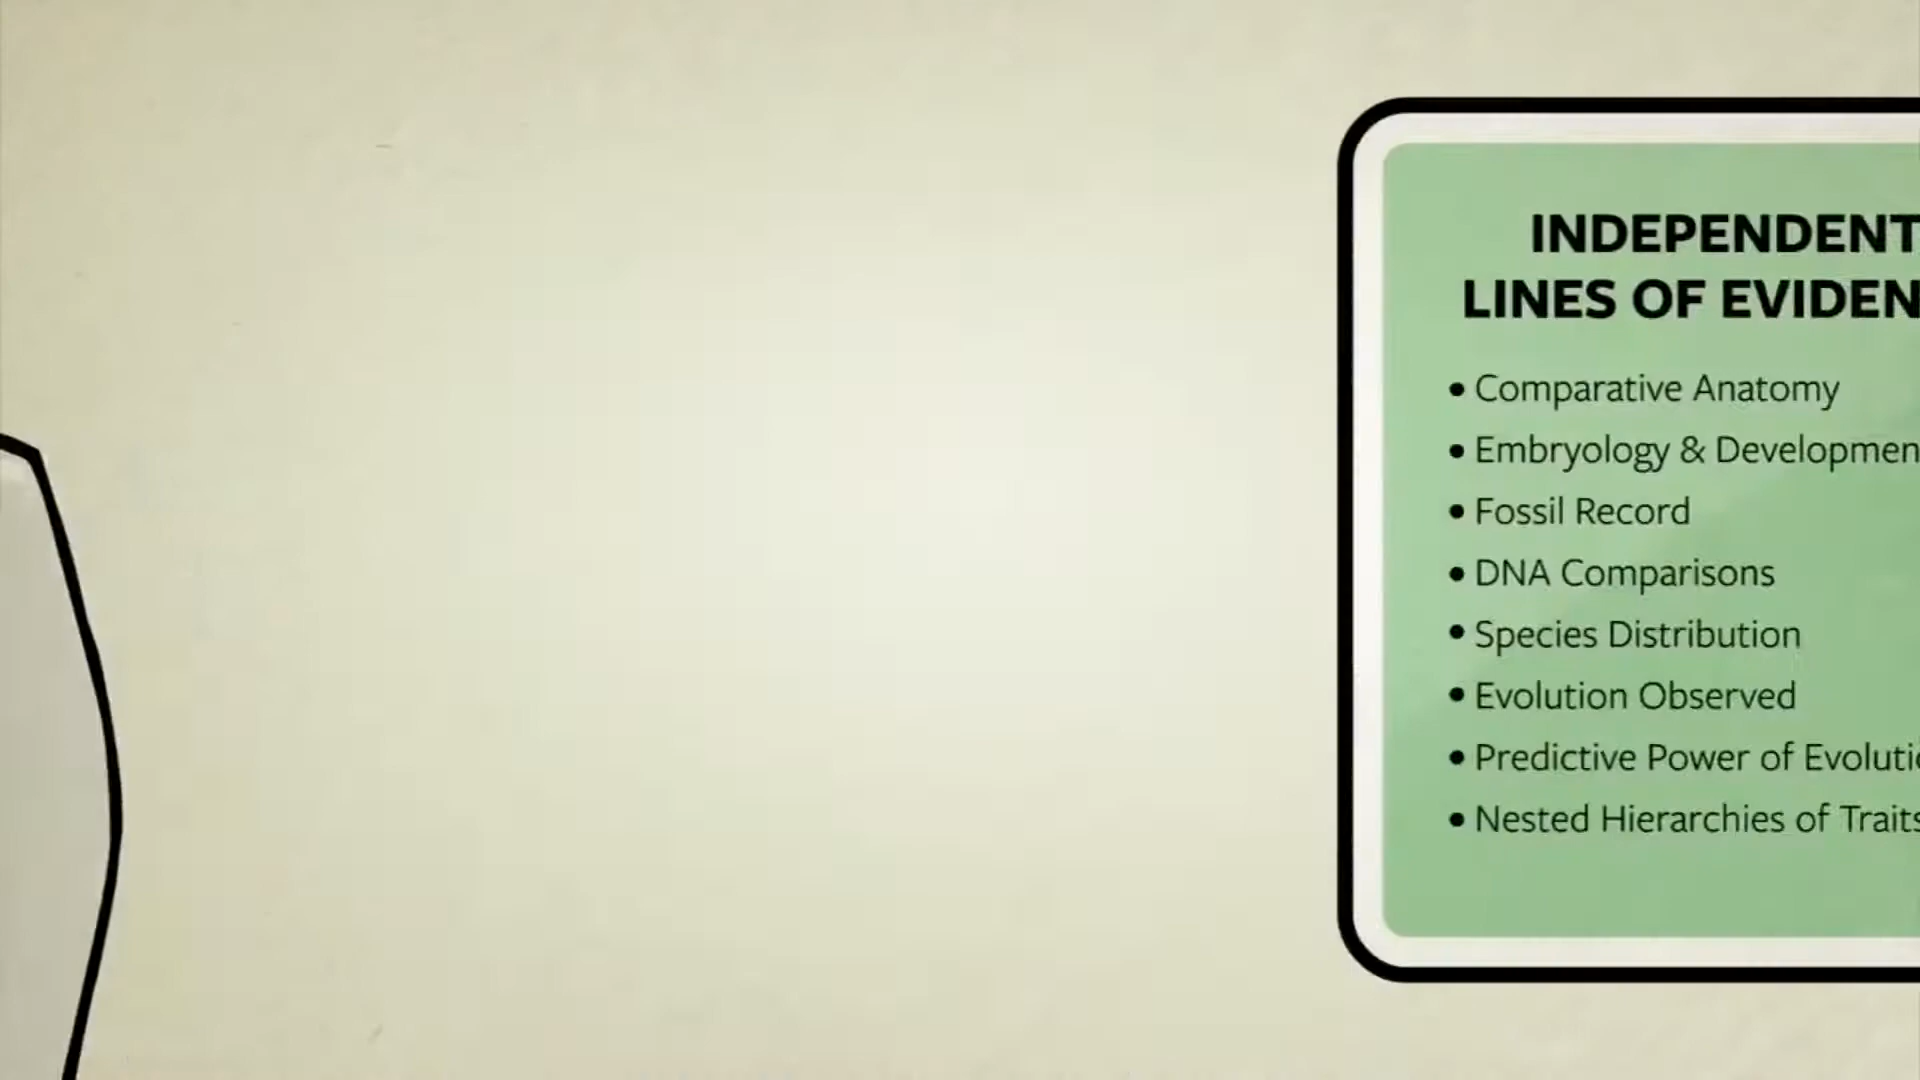 INDEPENDENT
LINES OF EVIDEN
• Comparative Anatomy
• Embryology & Developmen
• Fossil Record
• DNA Comparisons
• Species Distribution
• Evolution Observed
• Predictive Power of Evoluti
• Nested Hierarchies of Traits